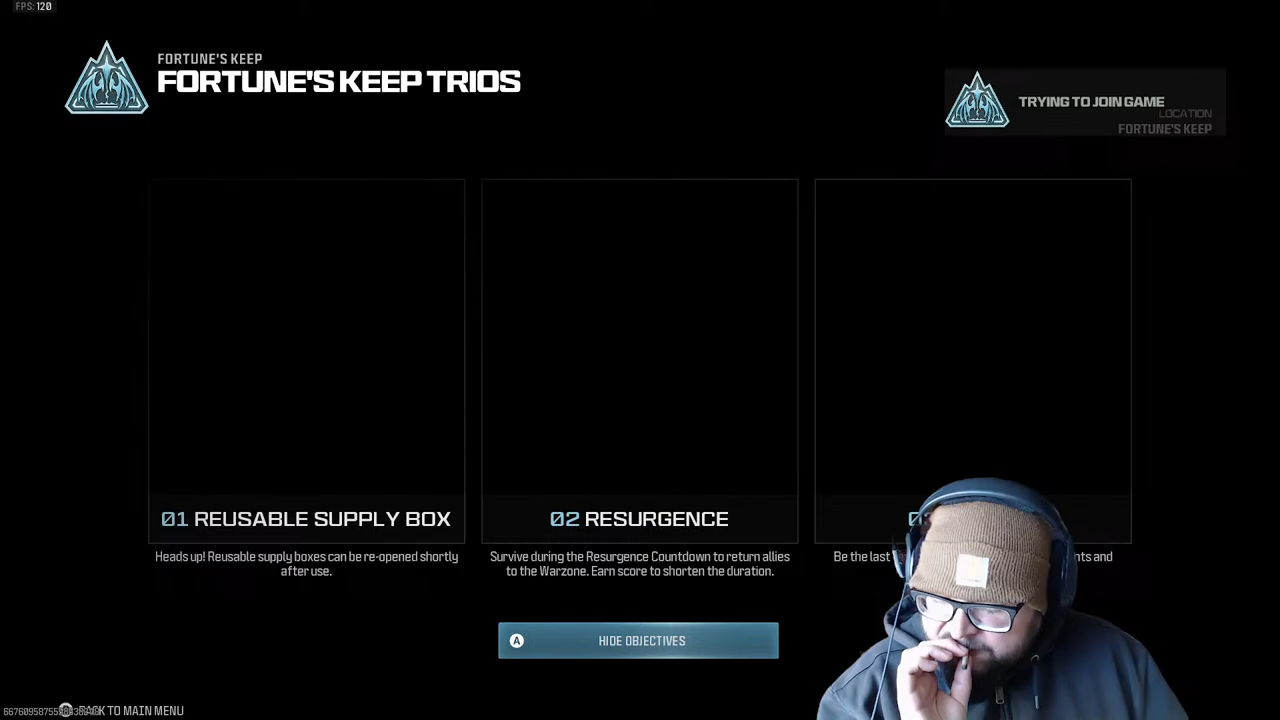 FPS: 120
FORTUNE'S KEEP
FORTUNE'S KEEP TRIOS
TRYING TO JOIN GAME
LOCATION
FORTUNE'S KEEP
01 REUSABLE SUPPLY BOX
02 RESURGENCE
Heads up! Reusable supply boxes can be re-opened shortly
after use.
Survive during the Resurgence Countdown to return allies
to the Warzone. Earn score to shorten the duration.
Be the last
and
HIDE OBJECTIVES
A
BACK TO MAIN MENU